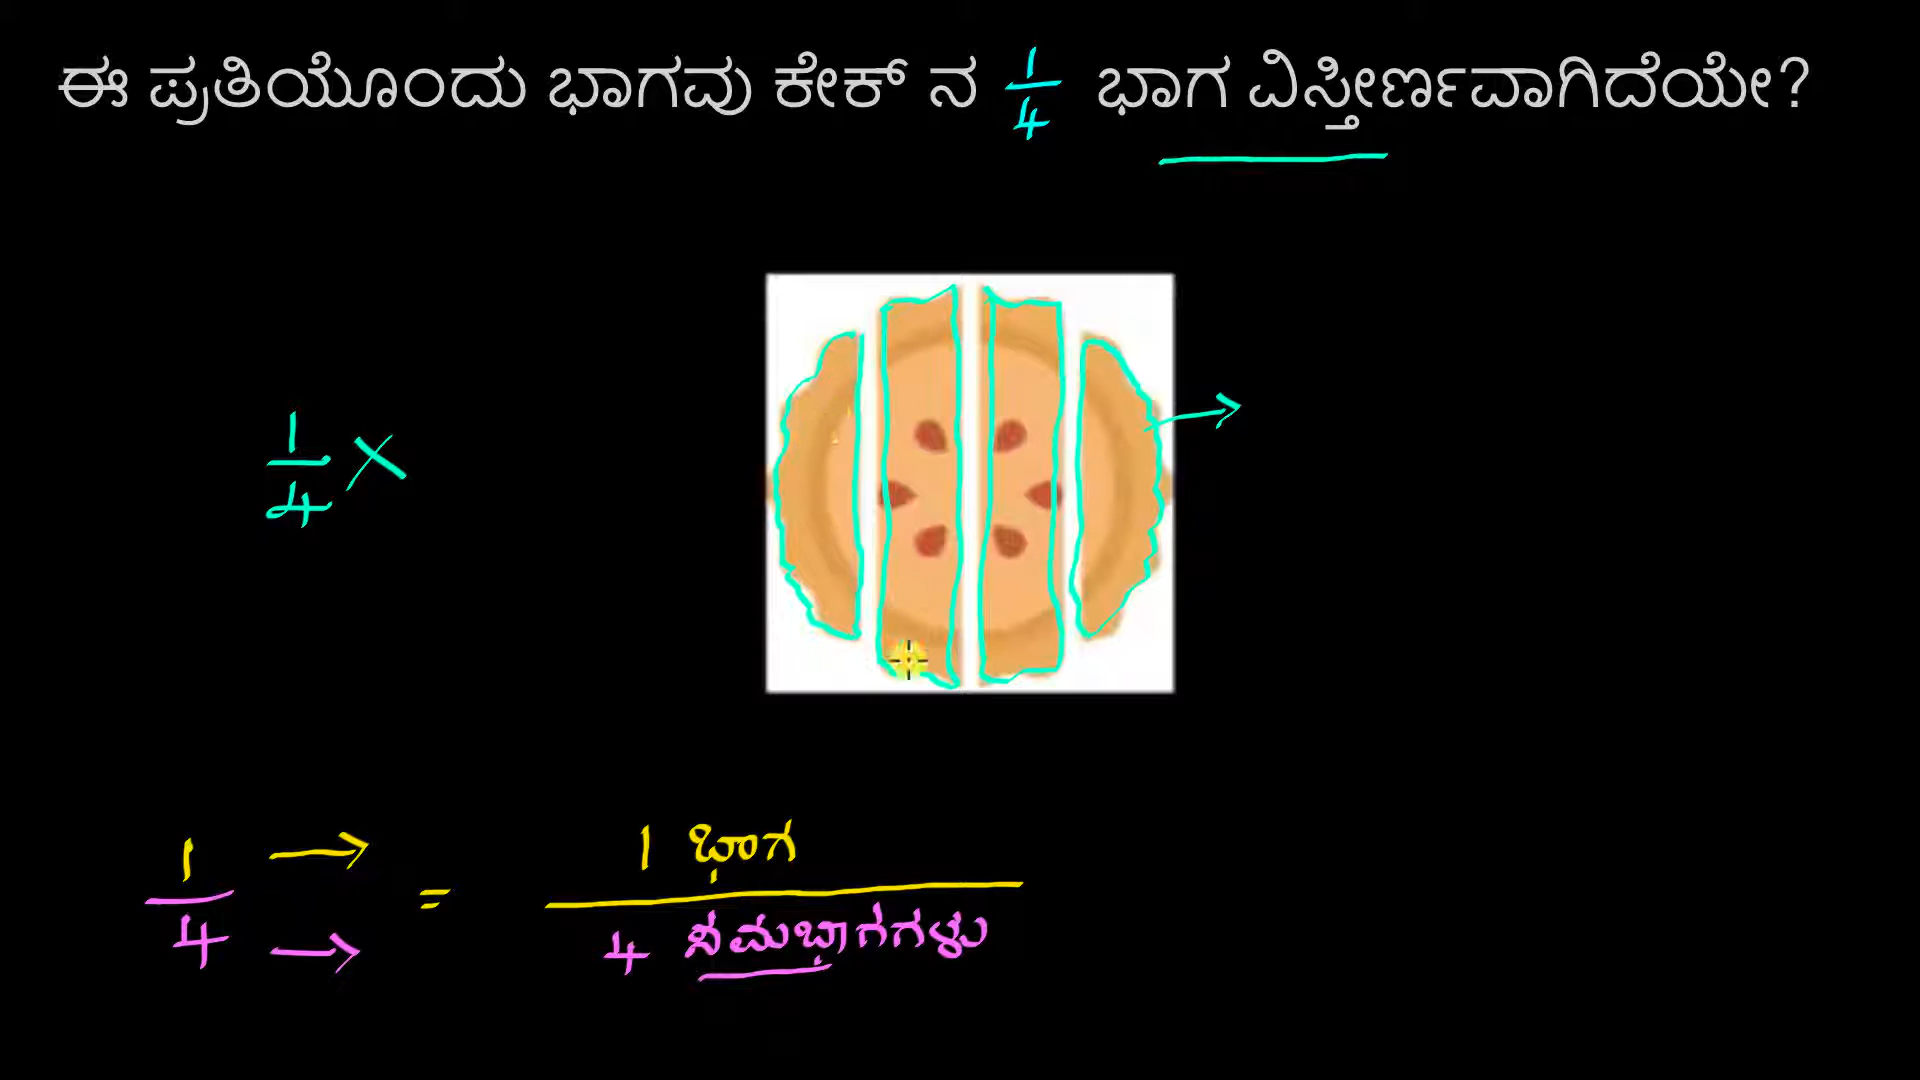 ಈ ಪ್ರತಿಯೊಂದು ಭಾಗವು ಕೇಕ್ ನ 1/4 ಭಾಗ ವಿಸ್ತೀರ್ಣವಾಗಿದೆಯೇ?
1/4 ×
1/4 → = 1 ಭಾಗ
→ 4 ಸಮಭಾಗಗಳು